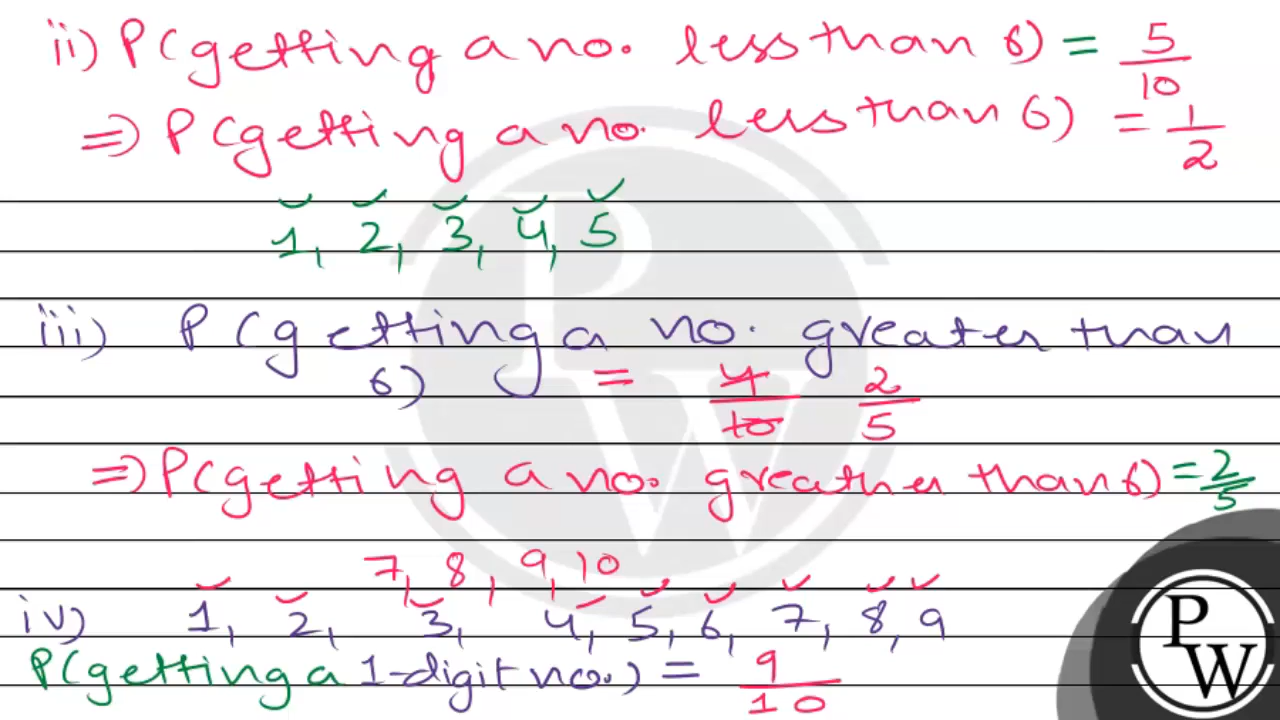 ii) P(getting a no. less than 6) = 5/10
=> P(getting a no. less than 6) = 1/2
1, 2, 3, 4, 5
iii) P(getting a no. greater than
6) = 4/10 2/5
=> P(getting a no. greather than 6) = 2/5
7, 8, 9, 10
iv) 1, 2, 3, 4, 5, 6, 7, 8, 9
P(getting a 1-digit no.) = 9/10
PW
PW